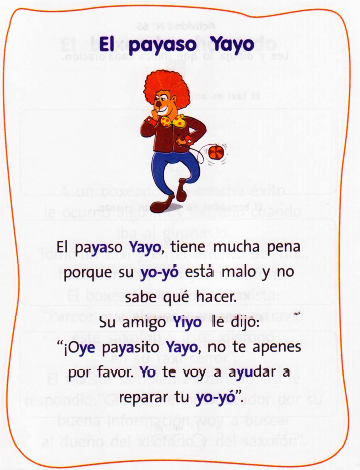 El payaso Yayo
El payaso Yayo, tiene mucha pena
porque su yo-yó está malo y no
sabe qué hacer.
Su amigo Yiyo le dijo:
"¡Oye payasito Yayo, no te apenes
por favor. Yo te voy a ayudar a
reparar tu yo-yó".